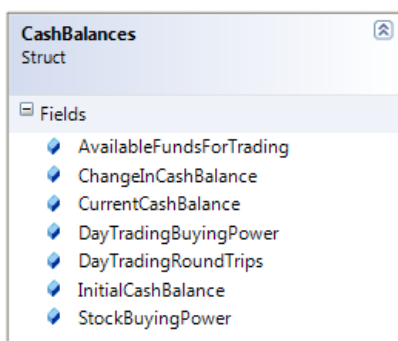 CashBalances
Struct
Fields
AvailableFundsForTrading
ChangeInCashBalance
CurrentCashBalance
DayTradingBuyingPower
DayTradingRoundTrips
InitialCashBalance
StockBuyingPower